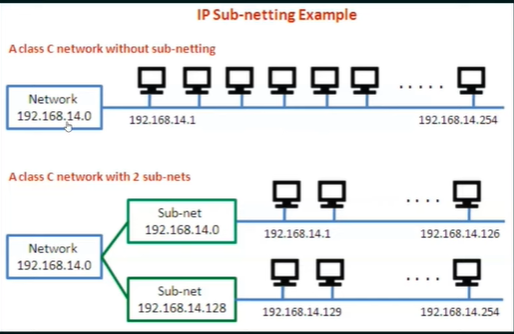 IP Sub-netting Example
A class C network without sub-netting
Network
192.168.14.0
192.168.14.1
192.168.14.254
A class C network with 2 sub-nets
Sub-net
192.168.14.0
192.168.14.1
192.168.14.126
Network
192.168.14.0
Sub-net
192.168.14.128
192.168.14.129
192.168.14.254